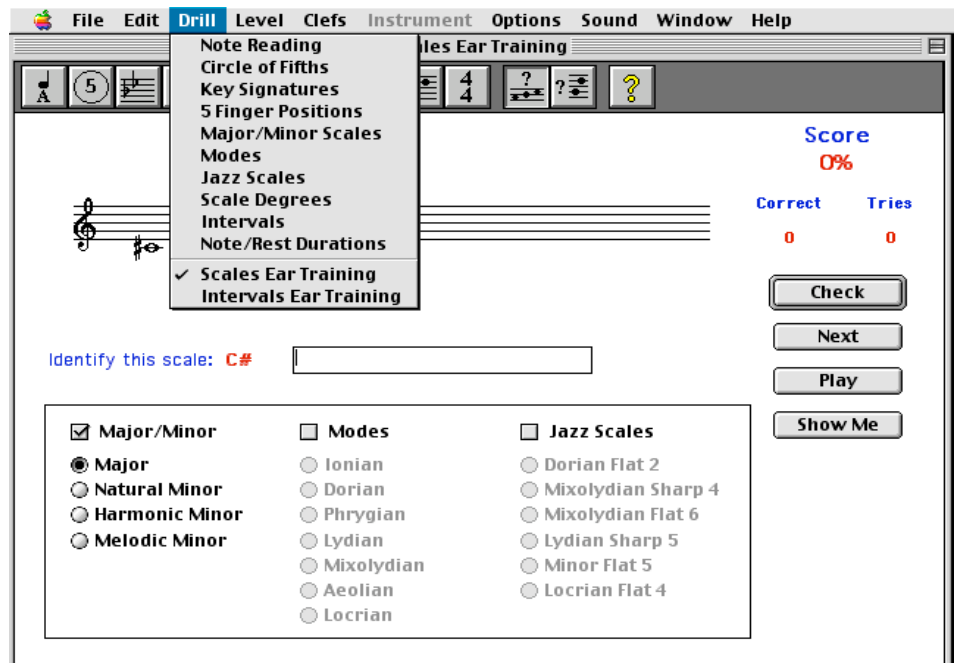 File Edit Drill Level Clefs Instrument Options Sound Window Help
Note Reading
Circle of Fifths
Key Signatures
5 Finger Positions
Major/Minor Scales
Modes
Jazz Scales
Scale Degrees
Intervals
Note/Rest Durations
Scales Ear Training
Intervals Ear Training
Ear Training
A
5
4
4
?
?
?
Score
0%
Correct Tries
0 0
Check
Next
Play
Show Me
Identify this scale: C#
Major/Minor
Major
Natural Minor
Harmonic Minor
Melodic Minor
Modes
Ionian
Dorian
Phrygian
Lydian
Mixolydian
Aeolian
Locrian
Jazz Scales
Dorian Flat 2
Mixolydian Sharp 4
Mixolydian Flat 6
Lydian Sharp 5
Minor Flat 5
Locrian Flat 4